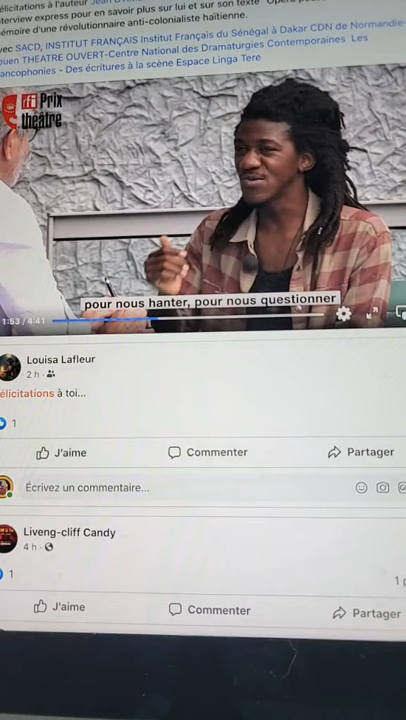 élicitations à l'auteur Jean
nterview express pour en savoir plus sur lui et sur son texte
émoire d'une révolutionnaire anti-colonialiste haïtienne.
vec SACD, INSTITUT FRANÇAIS Institut Français du Sénégal à Dakar CDN de Normandie-
ouen THEATRE OUVERT-Centre National des Dramaturgies Contemporaines Les
ancophonies - Des écritures à la scène Espace Linga Tere
rfi Prix
théâtre
pour nous hanter, pour nous questionner
1:53 / 4:41
Louisa Lafleur
2 h ·
élicitations à toi...
1
J'aime Commenter Partager
Écrivez un commentaire...
Liveng-cliff Candy
4 h ·
1
1 p
J'aime Commenter Partager